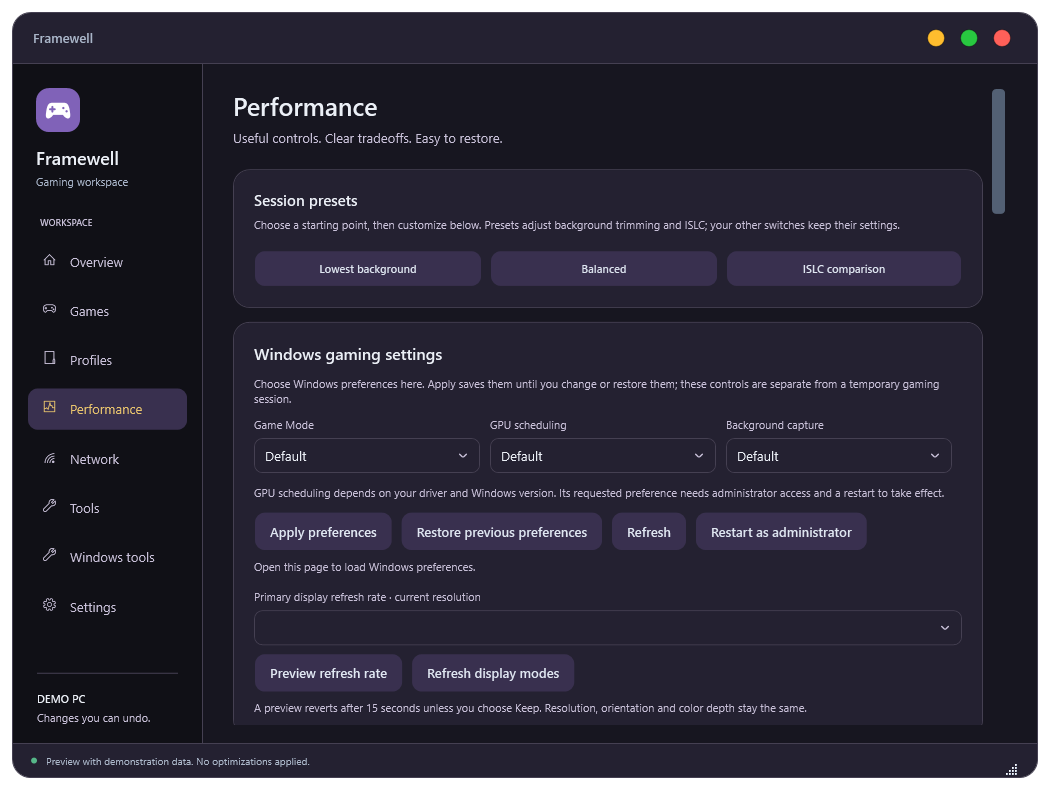 Framewell
Framewell
Gaming workspace
WORKSPACE
Overview
Games
Profiles
Performance
Network
Tools
Windows tools
Settings
DEMO PC
Changes you can undo.
Performance
Useful controls. Clear tradeoffs. Easy to restore.
Session presets
Choose a starting point, then customize below. Presets adjust background trimming and ISLC; your other switches keep their settings.
Lowest background
Balanced
ISLC comparison
Windows gaming settings
Choose Windows preferences here. Apply saves them until you change or restore them; these controls are separate from a temporary gaming
session.
Game Mode
GPU scheduling
Background capture
Default
Default
Default
GPU scheduling depends on your driver and Windows version. Its requested preference needs administrator access and a restart to take effect.
Apply preferences
Restore previous preferences
Refresh
Restart as administrator
Open this page to load Windows preferences.
Primary display refresh rate · current resolution
Preview refresh rate
Refresh display modes
A preview reverts after 15 seconds unless you choose Keep. Resolution, orientation and color depth stay the same.
Preview with demonstration data. No optimizations applied.